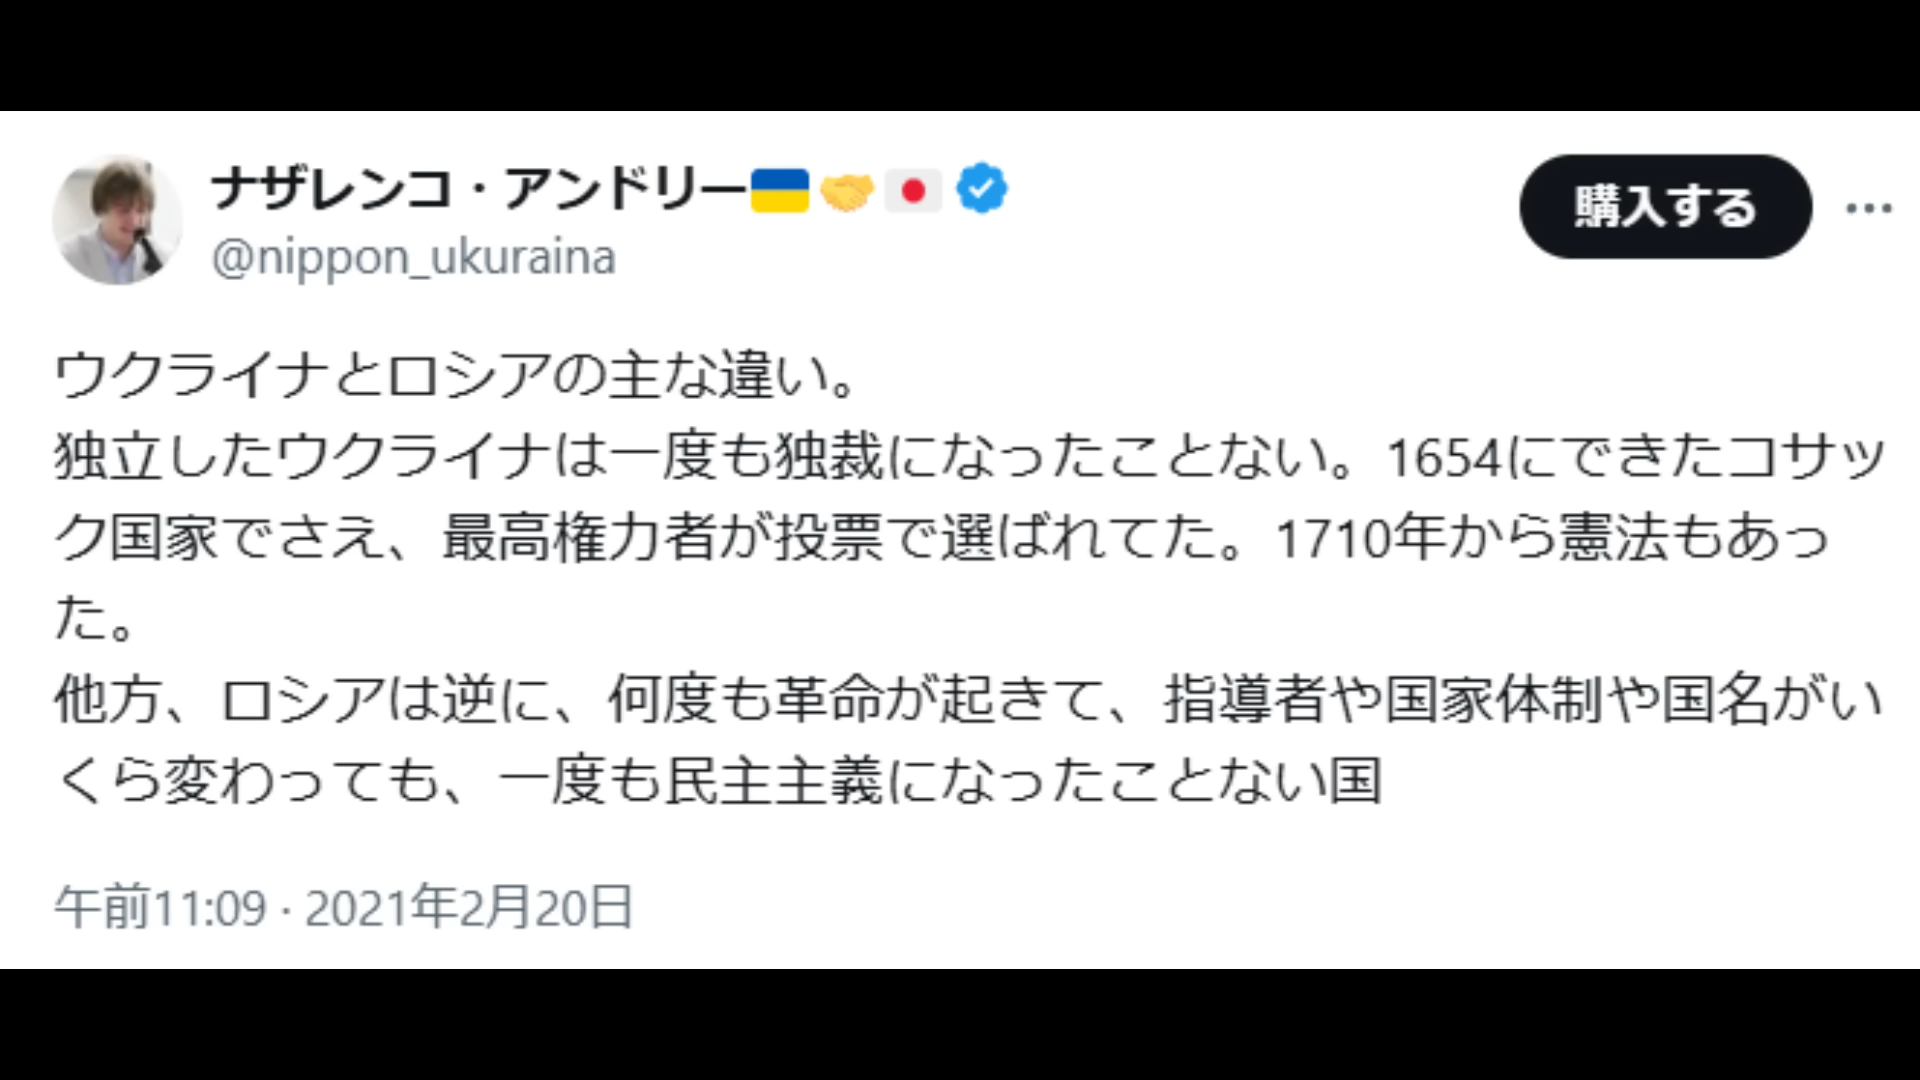 ナザレンコ・アンドリー🇺🇦🤝🇯🇵
購入する
@nippon_ukuraina
ウクライナとロシアの主な違い。
独立したウクライナは一度も独裁になったことない。1654にできたコサッ
ク国家でさえ、最高権力者が投票で選ばれてた。1710年から憲法もあっ
た。
他方、ロシアは逆に、何度も革命が起きて、指導者や国家体制や国名がい
くら変わっても、一度も民主主義になったことない国
午前11:09 · 2021年2月20日